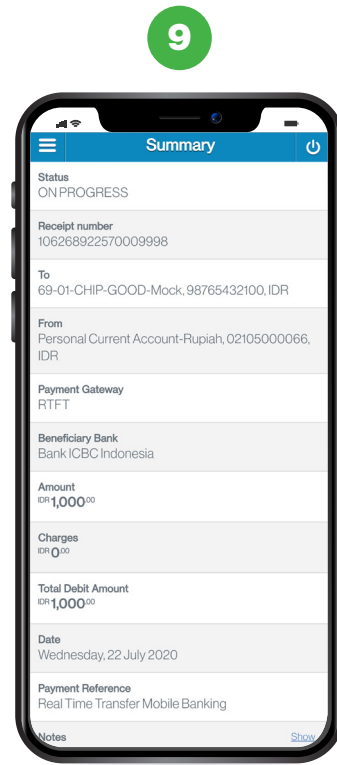 9
Summary
Status
ON PROGRESS
Receipt number
106268922570009998
To
69-01-CHIP-GOOD-Mock, 98765432100, IDR
From
Personal Current Account-Rupiah, 02105000066,
IDR
Payment Gateway
RTFT
Beneficiary Bank
Bank ICBC Indonesia
Amount
IDR 1,000.00
Charges
IDR 0.00
Total Debit Amount
IDR 1,000.00
Date
Wednesday, 22 July 2020
Payment Reference
Real Time Transfer Mobile Banking
Notes Show